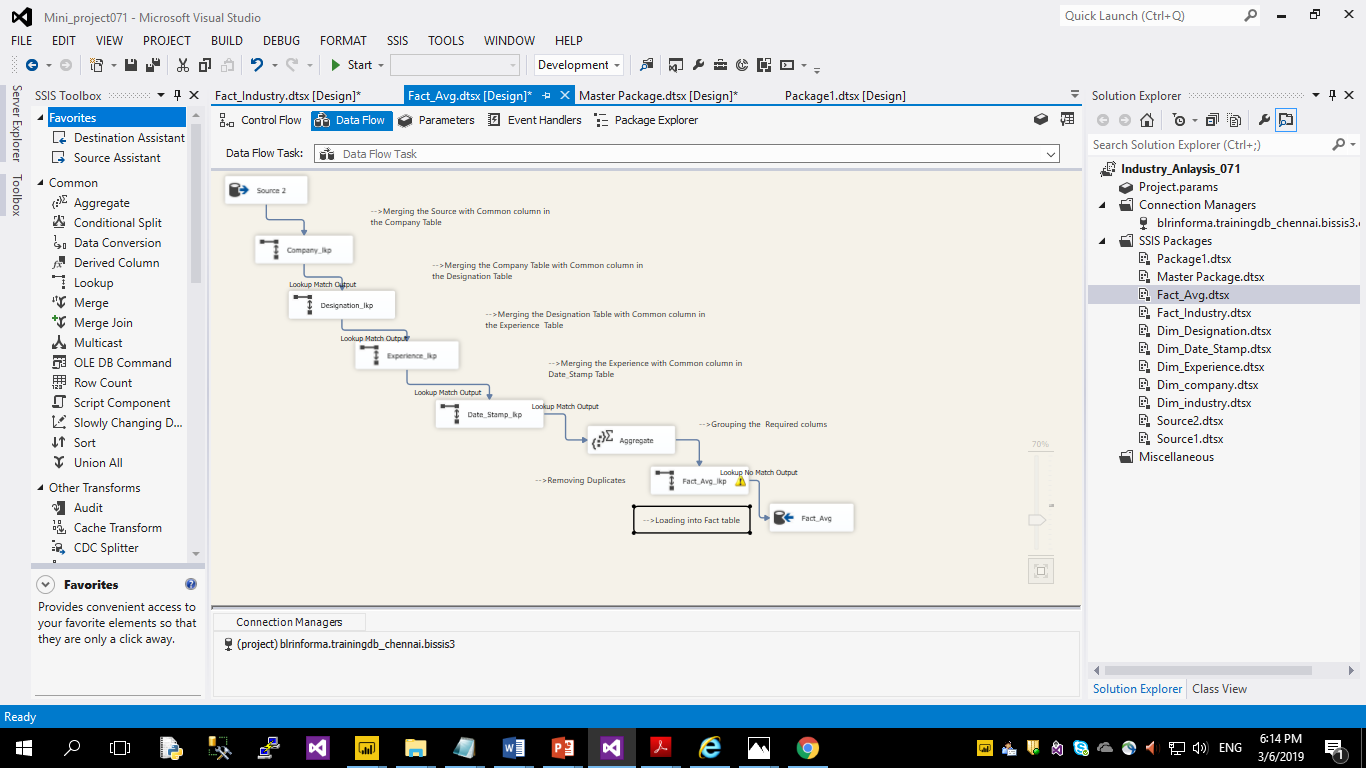 Mini_project071 - Microsoft Visual Studio
Quick Launch (Ctrl+Q)
FILE EDIT VIEW PROJECT BUILD DEBUG FORMAT SSIS TOOLS WINDOW HELP
Start Development
Server Explorer
Toolbox
SSIS Toolbox
Favorites
Destination Assistant
Source Assistant
Common
Aggregate
Conditional Split
Data Conversion
Derived Column
Lookup
Merge
Merge Join
Multicast
OLE DB Command
Row Count
Script Component
Slowly Changing D...
Sort
Union All
Other Transforms
Audit
Cache Transform
CDC Splitter
Favorites
Provides convenient access to
your favorite elements so that
they are only a click away.
Fact_Industry.dtsx [Design]* Fact_Avg.dtsx [Design]* Master Package.dtsx [Design]* Package1.dtsx [Design]
Control Flow Data Flow Parameters Event Handlers Package Explorer
Data Flow Task: Data Flow Task
Source 2
-->Merging the Source with Common column in
the Company Table
Company_lkp
-->Merging the Company Table with Common column in
the Designation Table
Lookup Match Output
Designation_lkp
-->Merging the Designation Table with Common column in
the Experience Table
Lookup Match Output
Experience_lkp
-->Merging the Experience with Common column in
Date_Stamp Table
Lookup Match Output
Date_Stamp_lkp
Lookup Match Output
-->Grouping the Required colums
Aggregate
70%
Lookup No Match Output
-->Removing Duplicates
Fact_Avg_lkp
-->Loading into Fact table
Fact_Avg
Connection Managers
(project) blrinforma.trainingdb_chennai.bissis3
Solution Explorer
Search Solution Explorer (Ctrl+;)
Industry_Anlaysis_071
Project.params
Connection Managers
blrinforma.trainingdb_chennai.bissis3.
SSIS Packages
Package1.dtsx
Master Package.dtsx
Fact_Avg.dtsx
Fact_Industry.dtsx
Dim_Designation.dtsx
Dim_Date_Stamp.dtsx
Dim_Experience.dtsx
Dim_company.dtsx
Dim_industry.dtsx
Source2.dtsx
Source1.dtsx
Miscellaneous
Solution Explorer Class View
Ready
ENG
6:14 PM
3/6/2019
1